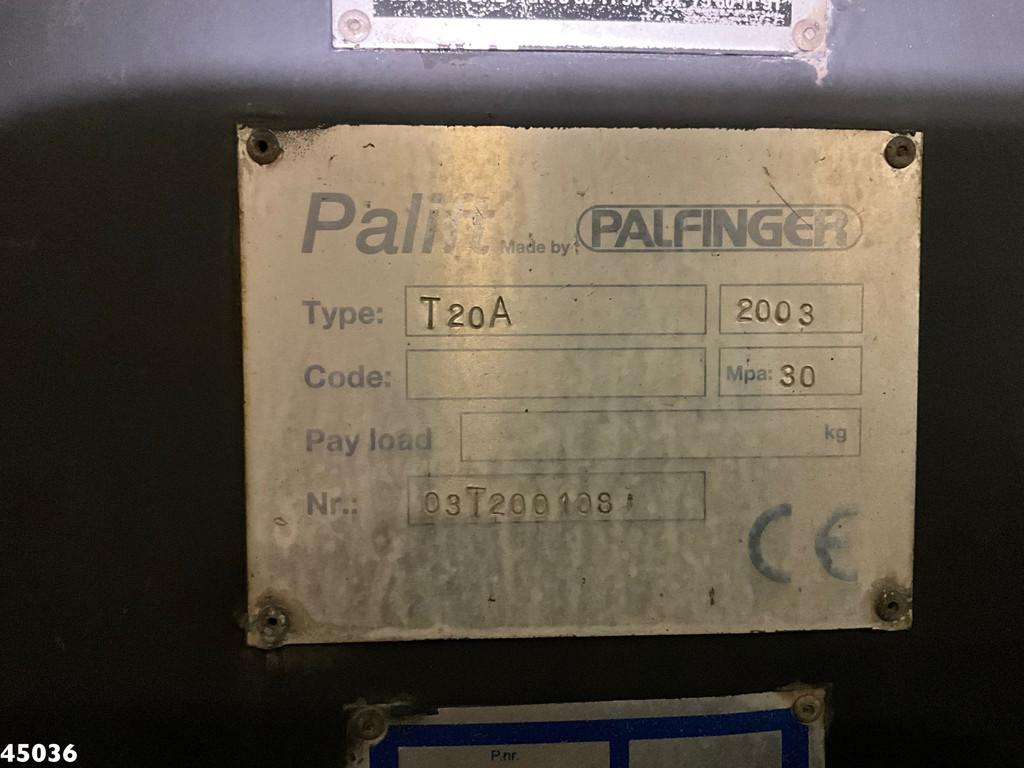 Palift Made by PALFINGER
Type: T20A 2003
Code: Mpa: 30
Pay load kg
Nr.: 03T200108
CE
P.nr.
45036